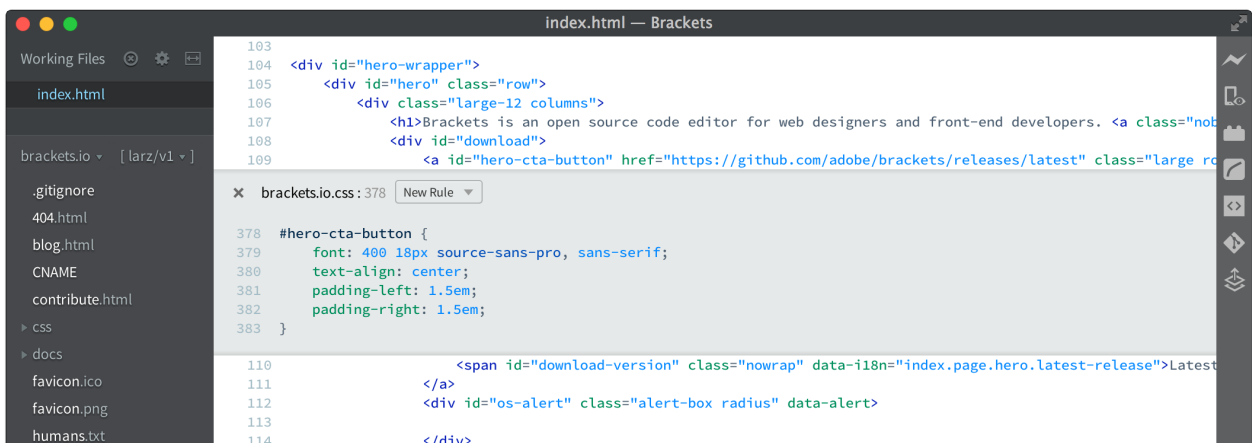 index.html — Brackets
Working Files
index.html
brackets.io [ larz/v1 ]
.gitignore
404.html
blog.html
CNAME
contribute.html
css
docs
favicon.ico
favicon.png
humans.txt
103
104 <div id="hero-wrapper">
105 <div id="hero" class="row">
106 <div class="large-12 columns">
107 <h1>Brackets is an open source code editor for web designers and front-end developers. <a class="nob
108 <div id="download">
109 <a id="hero-cta-button" href="https://github.com/adobe/brackets/releases/latest" class="large ro
× brackets.io.css : 378 New Rule
378 #hero-cta-button {
379 font: 400 18px source-sans-pro, sans-serif;
380 text-align: center;
381 padding-left: 1.5em;
382 padding-right: 1.5em;
383 }
110 <span id="download-version" class="nowrap" data-i18n="index.page.hero.latest-release">Latest
111 </a>
112 <div id="os-alert" class="alert-box radius" data-alert>
113
114 </div>